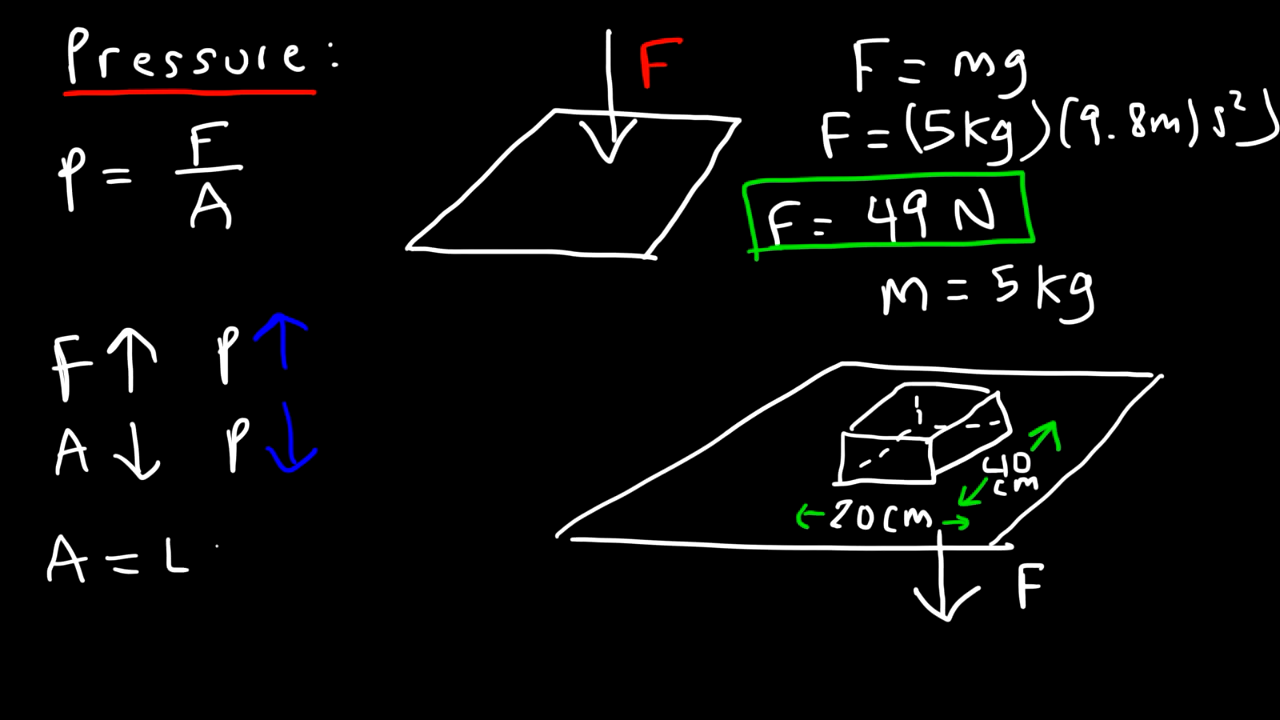 Pressure:
P = F/A
F ↑ P ↑
A ↓ P ↓
A = L
F
F = mg
F = (5kg)(9.8m/s²)
F = 49 N
m = 5kg
40
cm
← 20cm →
F